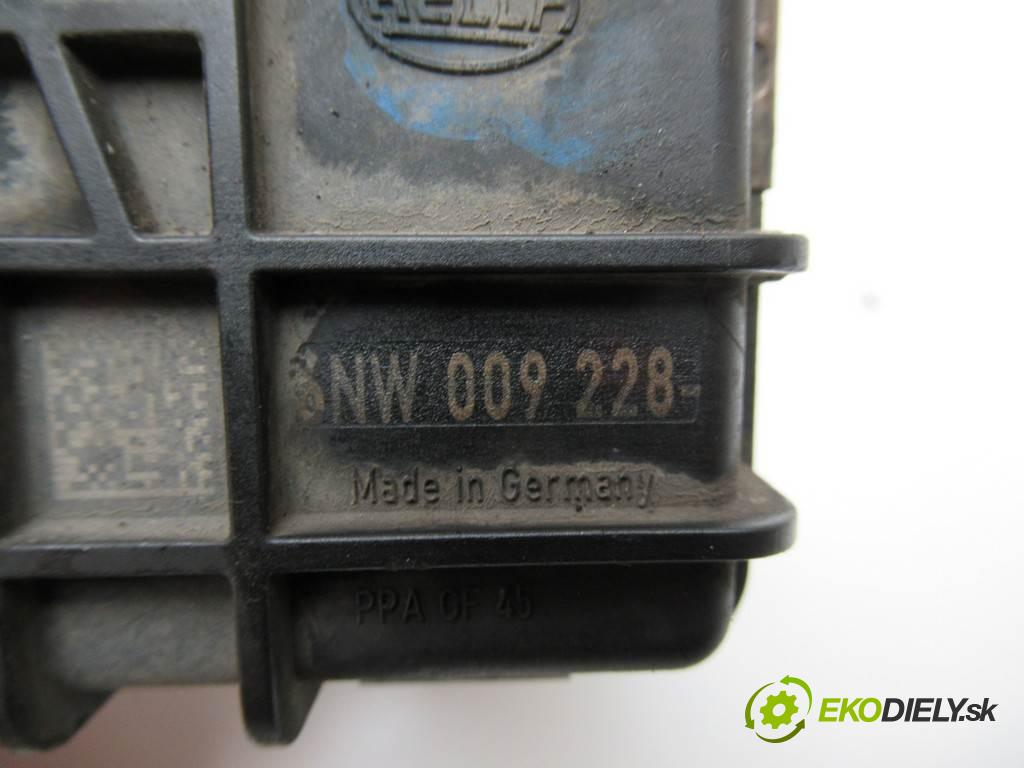 HELLA
6NW 009 228-
Made in Germany
PPA GF 45
EKODIELY.sk